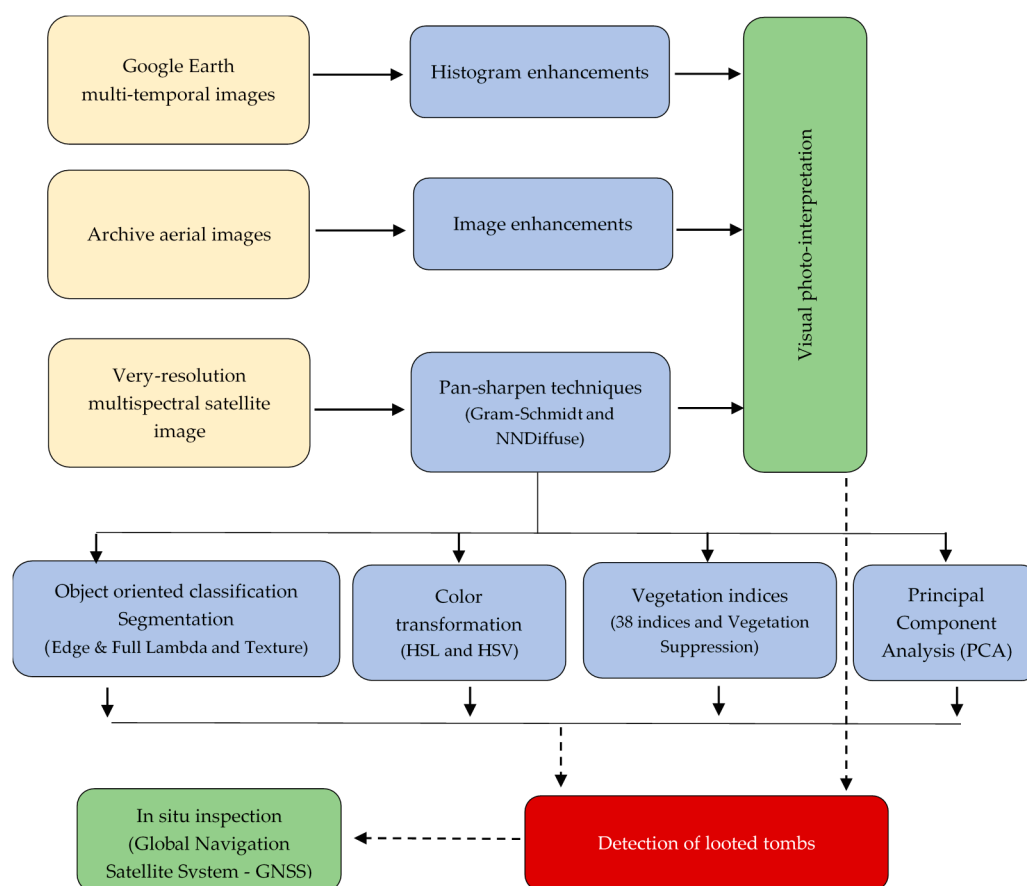 Google Earth
multi-temporal images
Histogram enhancements
Visual photo-interpretation
Archive aerial images
Image enhancements
Very-resolution
multispectral satellite
image
Pan-sharpen techniques
(Gram-Schmidt and
NNDiffuse)
Object oriented classification
Segmentation
(Edge & Full Lambda and Texture)
Color
transformation
(HSL and HSV)
Vegetation indices
(38 indices and Vegetation
Suppression)
Principal
Component
Analysis (PCA)
In situ inspection
(Global Navigation
Satellite System - GNSS)
Detection of looted tombs